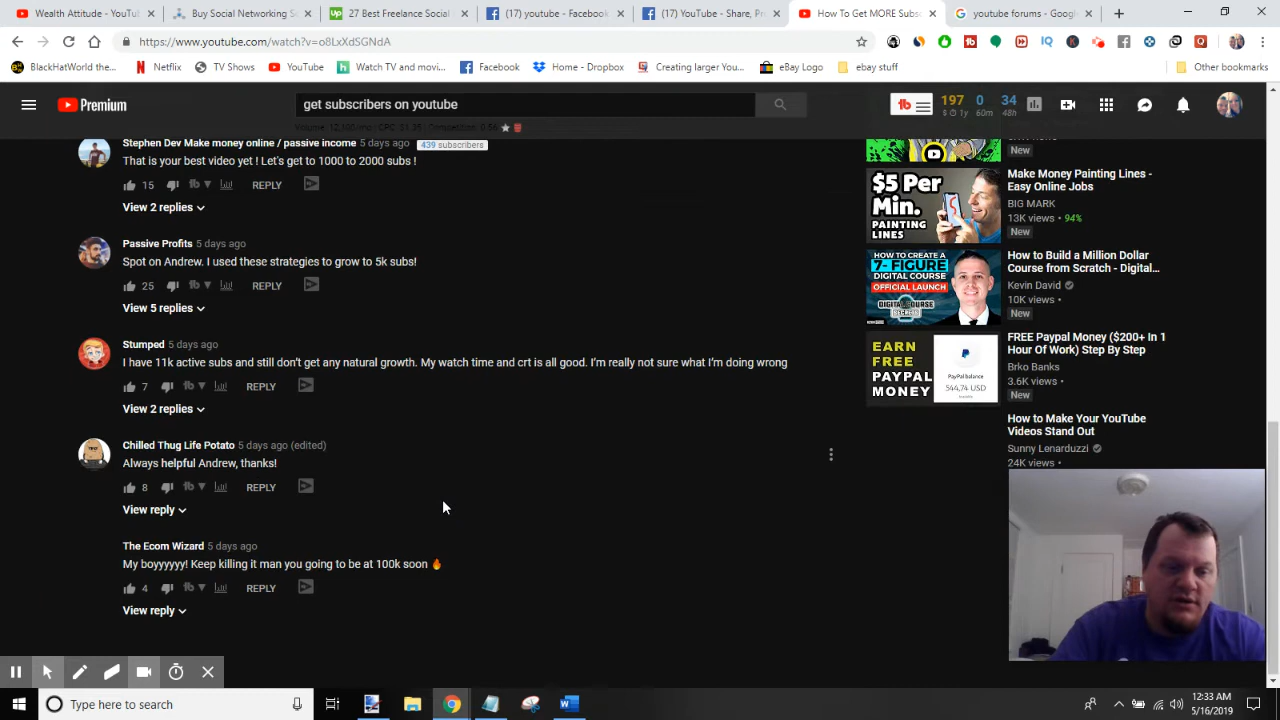 Wealth Attitude - YouTub
Buy Social Networking S
27 Best Freelance Social
(17) youtube - Facebook
(17) YouTube - Share, Pr
How To Get MORE Subs
youtube forums - Google
https://www.youtube.com/watch?v=o8LxXdSGNdA
BlackHatWorld the...
Netflix
TV Shows
YouTube
Watch TV and movi...
Facebook
Home - Dropbox
Creating larger You...
eBay Logo
ebay stuff
Other bookmarks
Premium
get subscribers on youtube
197 0 34
$ 1y 60m 48h
Stephen Dev Make money online / passive income 5 days ago 439 subscribers
That is your best video yet ! Let's get to 1000 to 2000 subs !
15 REPLY
View 2 replies
Passive Profits 3 days ago
Spot on Andrew. I used those strategies to grow to 5k subs!
25 REPLY
View 5 replies
Stumped 5 days ago
I have 11k active subs and still don't get any natural growth. My watch time and crt is all good. I'm really not sure what I'm doing wrong
7 REPLY
View 2 replies
Chilled Thug Life Potato 5 days ago (edited)
Always helpful Andrew, thanks!
8 REPLY
View reply
The Ecom Wizard 5 days ago
My boyyyyyy! Keep killing it man you going to be at 100k soon 🔥
4 REPLY
View reply
New
$5 Per
Min.
PAINTING
LINES
Make Money Painting Lines -
Easy Online Jobs
BIG MARK
13K views • 94%
New
HOW TO CREATE A
7- FIGURE
DIGITAL COURSE
OFFICIAL LAUNCH
How to Build a Million Dollar
Course from Scratch - Digital...
Kevin David
10K views •
New
EARN
FREE
PAYPAL
MONEY
PayPal balance
$44,74 USD
FREE Paypal Money ($200+ In 1
Hour Of Work) Step By Step
Brko Banks
3.6K views •
New
How to Make Your YouTube
Videos Stand Out
Sunny Lenarduzzi
24K views •
Type here to search
12:33 AM
5/16/2019